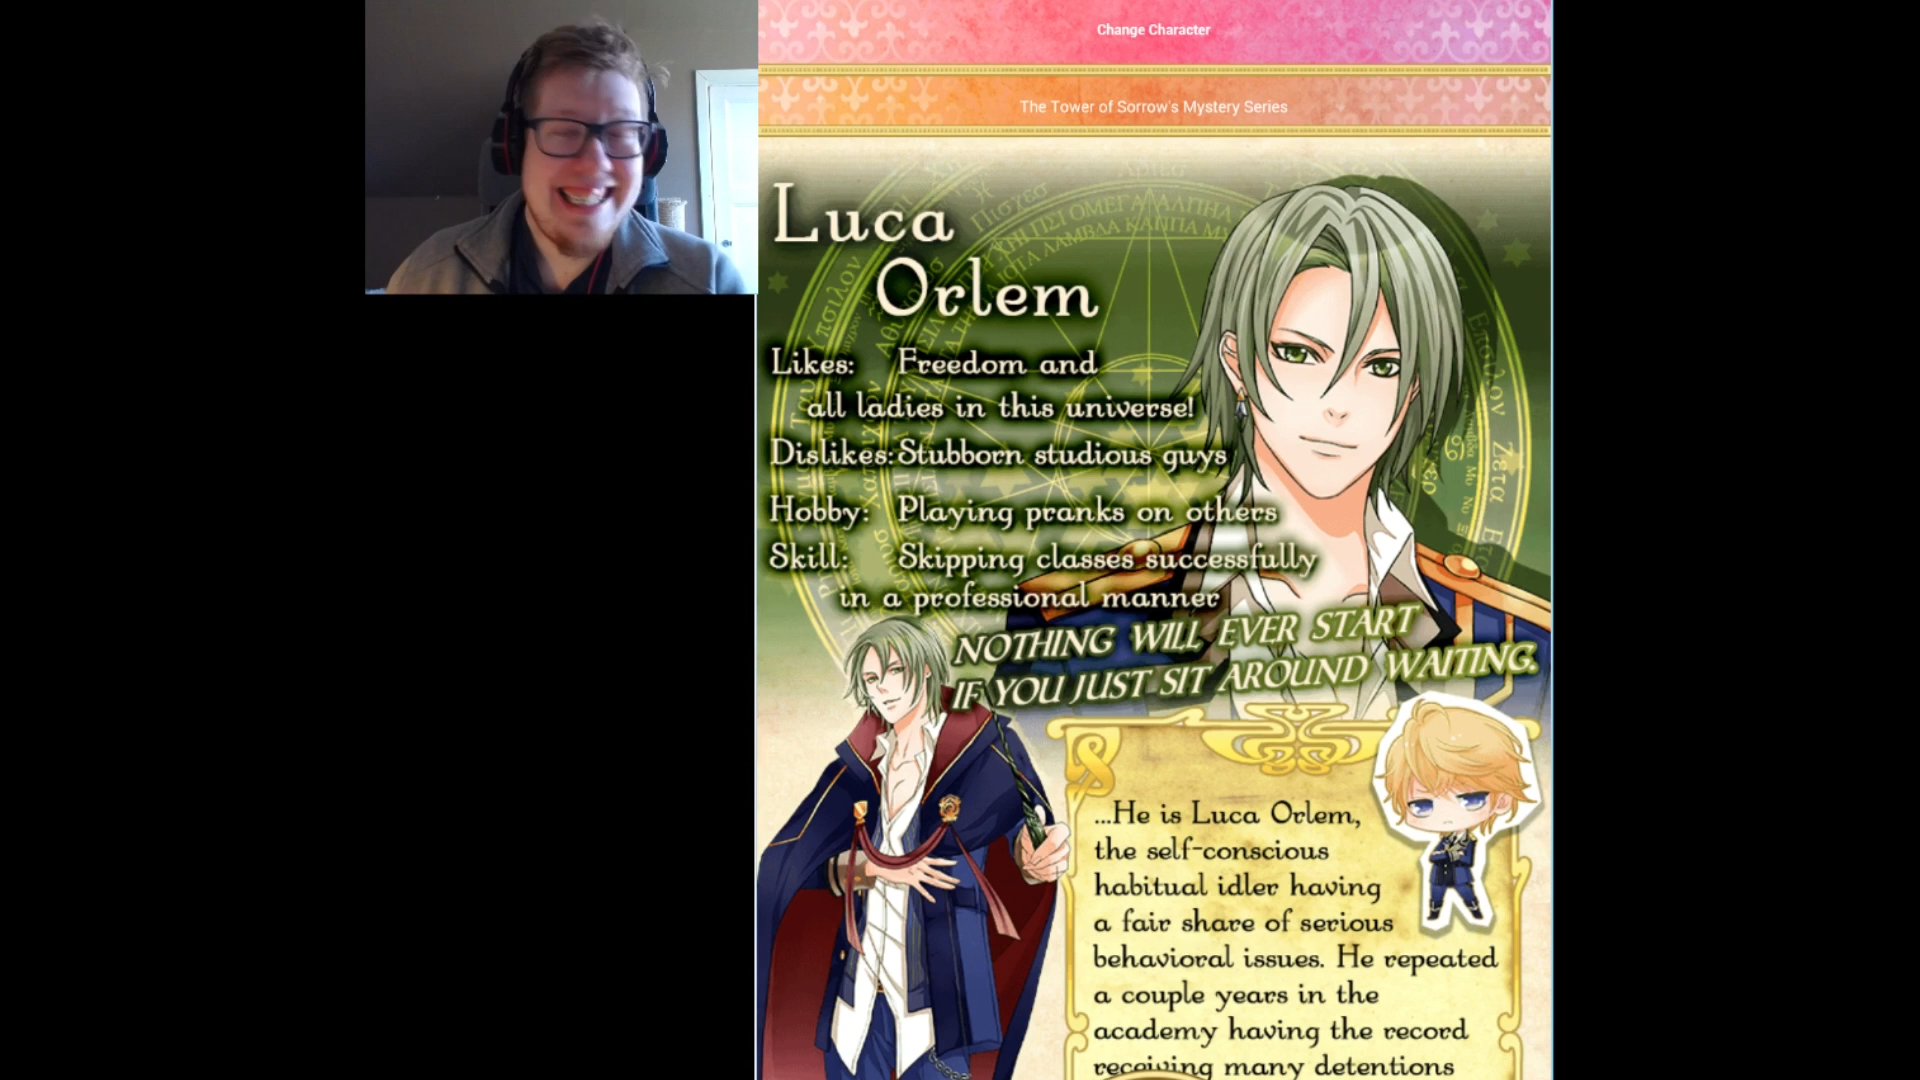 Change Character
The Tower of Sorrow's Mystery Series
Luca
Orlem
Likes: Freedom and
all ladies in this universe!
Dislikes: Stubborn studious guys
Hobby: Playing pranks on others
Skill: Skipping classes successfully
in a professional manner
NOTHING WILL EVER START
IF YOU JUST SIT AROUND WAITING.
...He is Luca Orlem,
the self-conscious
habitual idler having
a fair share of serious
behavioral issues. He repeated
a couple years in the
academy having the record
receiving many detentions